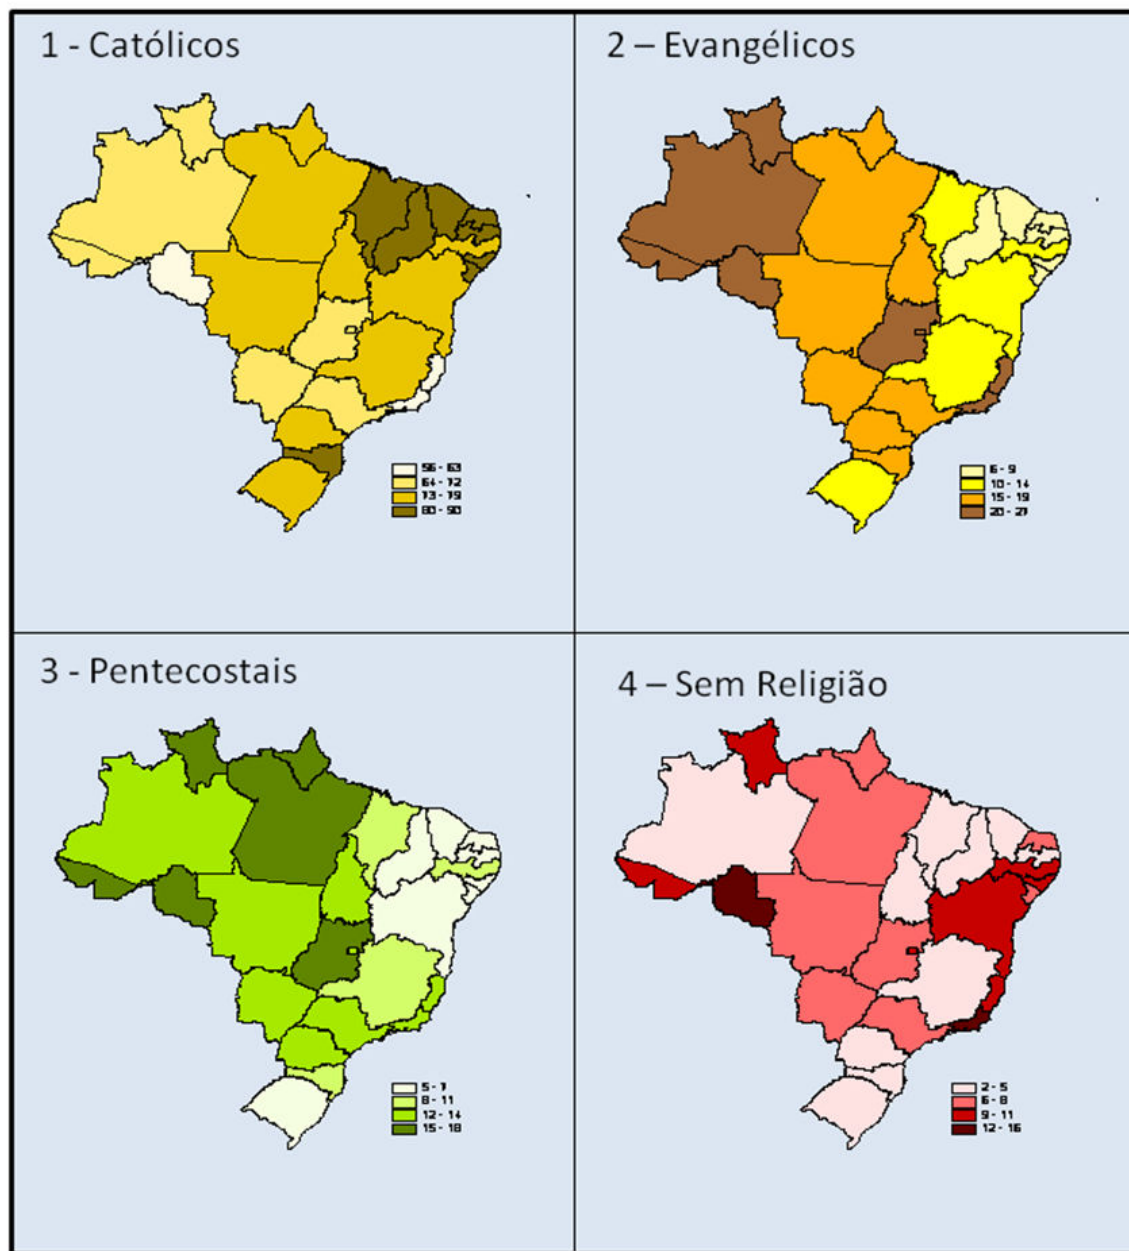 1 - Católicos
56 - 63
64 - 72
73 - 79
80 - 90
2 – Evangélicos
6 - 9
10 - 14
15 - 19
20 - 27
3 - Pentecostais
5 - 7
8 - 11
12 - 14
15 - 18
4 – Sem Religião
2 - 5
6 - 8
9 - 11
12 - 16